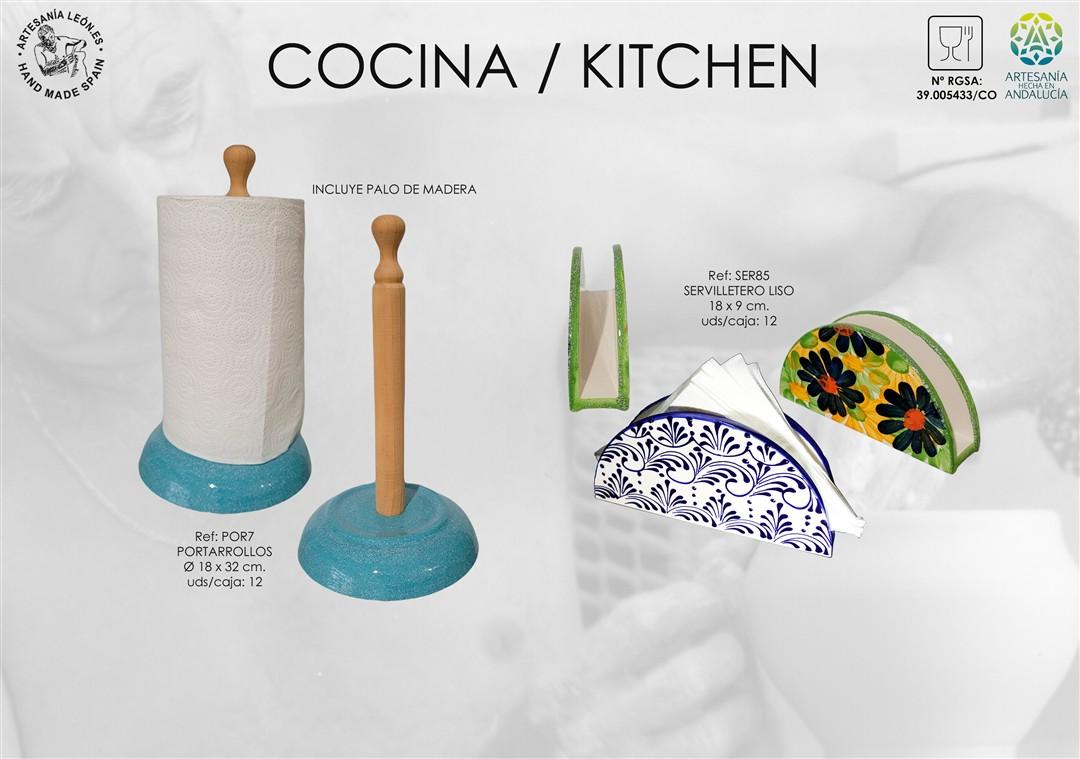 · ARTESANÍA LEÓN.ES ·
HAND MADE SPAIN
COCINA / KITCHEN
Nº RGSA:
39.005433/CO
ARTESANÍA
HECHA EN
ANDALUCÍA
INCLUYE PALO DE MADERA
Ref: SER85
SERVILLETERO LISO
18 x 9 cm.
uds/caja: 12
Ref: POR7
PORTARROLLOS
Ø 18 x 32 cm.
uds/caja: 12